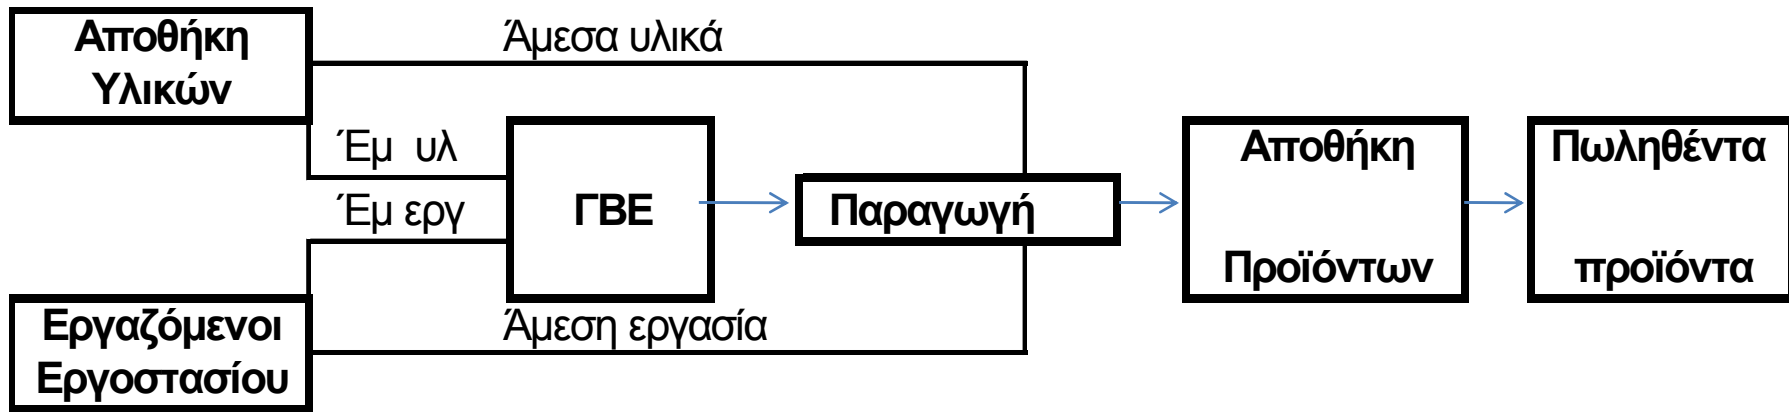 Αποθήκη
Υλικών
Άμεσα υλικά
Έμ υλ
Έμ εργ
ΓΒΕ
Παραγωγή
Αποθήκη
Προϊόντων
Πωληθέντα
προϊόντα
Εργαζόμενοι
Εργοστασίου
Άμεση εργασία